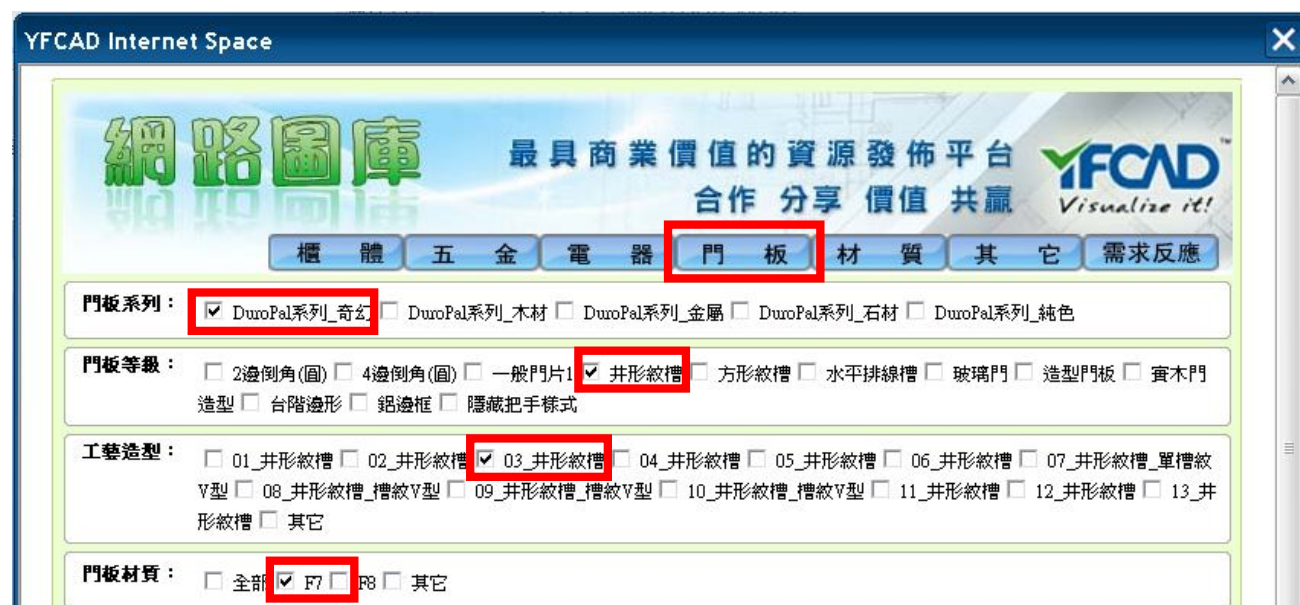 YFCAD Internet Space
網路圖庫
最具商業價值的資源發佈平台
合作 分享 價值 共贏
YFCAD™
Visualize it!
櫃體 五金 電器 門板 材質 其它 需求反應
門板系列： DuroPal系列_奇幻 DuroPal系列_木材 DuroPal系列_金屬 DuroPal系列_石材 DuroPal系列_純色
門板等級： 2邊倒角(圓) 4邊倒角(圓) 一般門片1 井形紋槽 方形紋槽 水平排線槽 玻璃門 造型門板 實木門
造型 台階邊形 鋁邊框 隱藏把手樣式
工藝造型： 01_井形紋槽 02_井形紋槽 03_井形紋槽 04_井形紋槽 05_井形紋槽 06_井形紋槽 07_井形紋槽_單槽紋
V型 08_井形紋槽_槽紋V型 09_井形紋槽_槽紋V型 10_井形紋槽_槽紋V型 11_井形紋槽 12_井形紋槽 13_井
形紋槽 其它
門板材質： 全部 F7 F8 其它